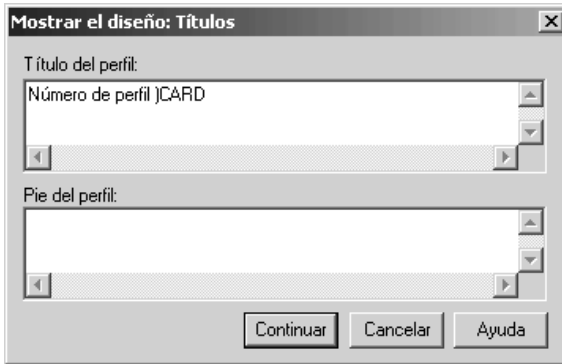 Mostrar el diseño: Títulos
Título del perfil:
Número de perfil )CARD
Pie del perfil:
Continuar Cancelar Ayuda